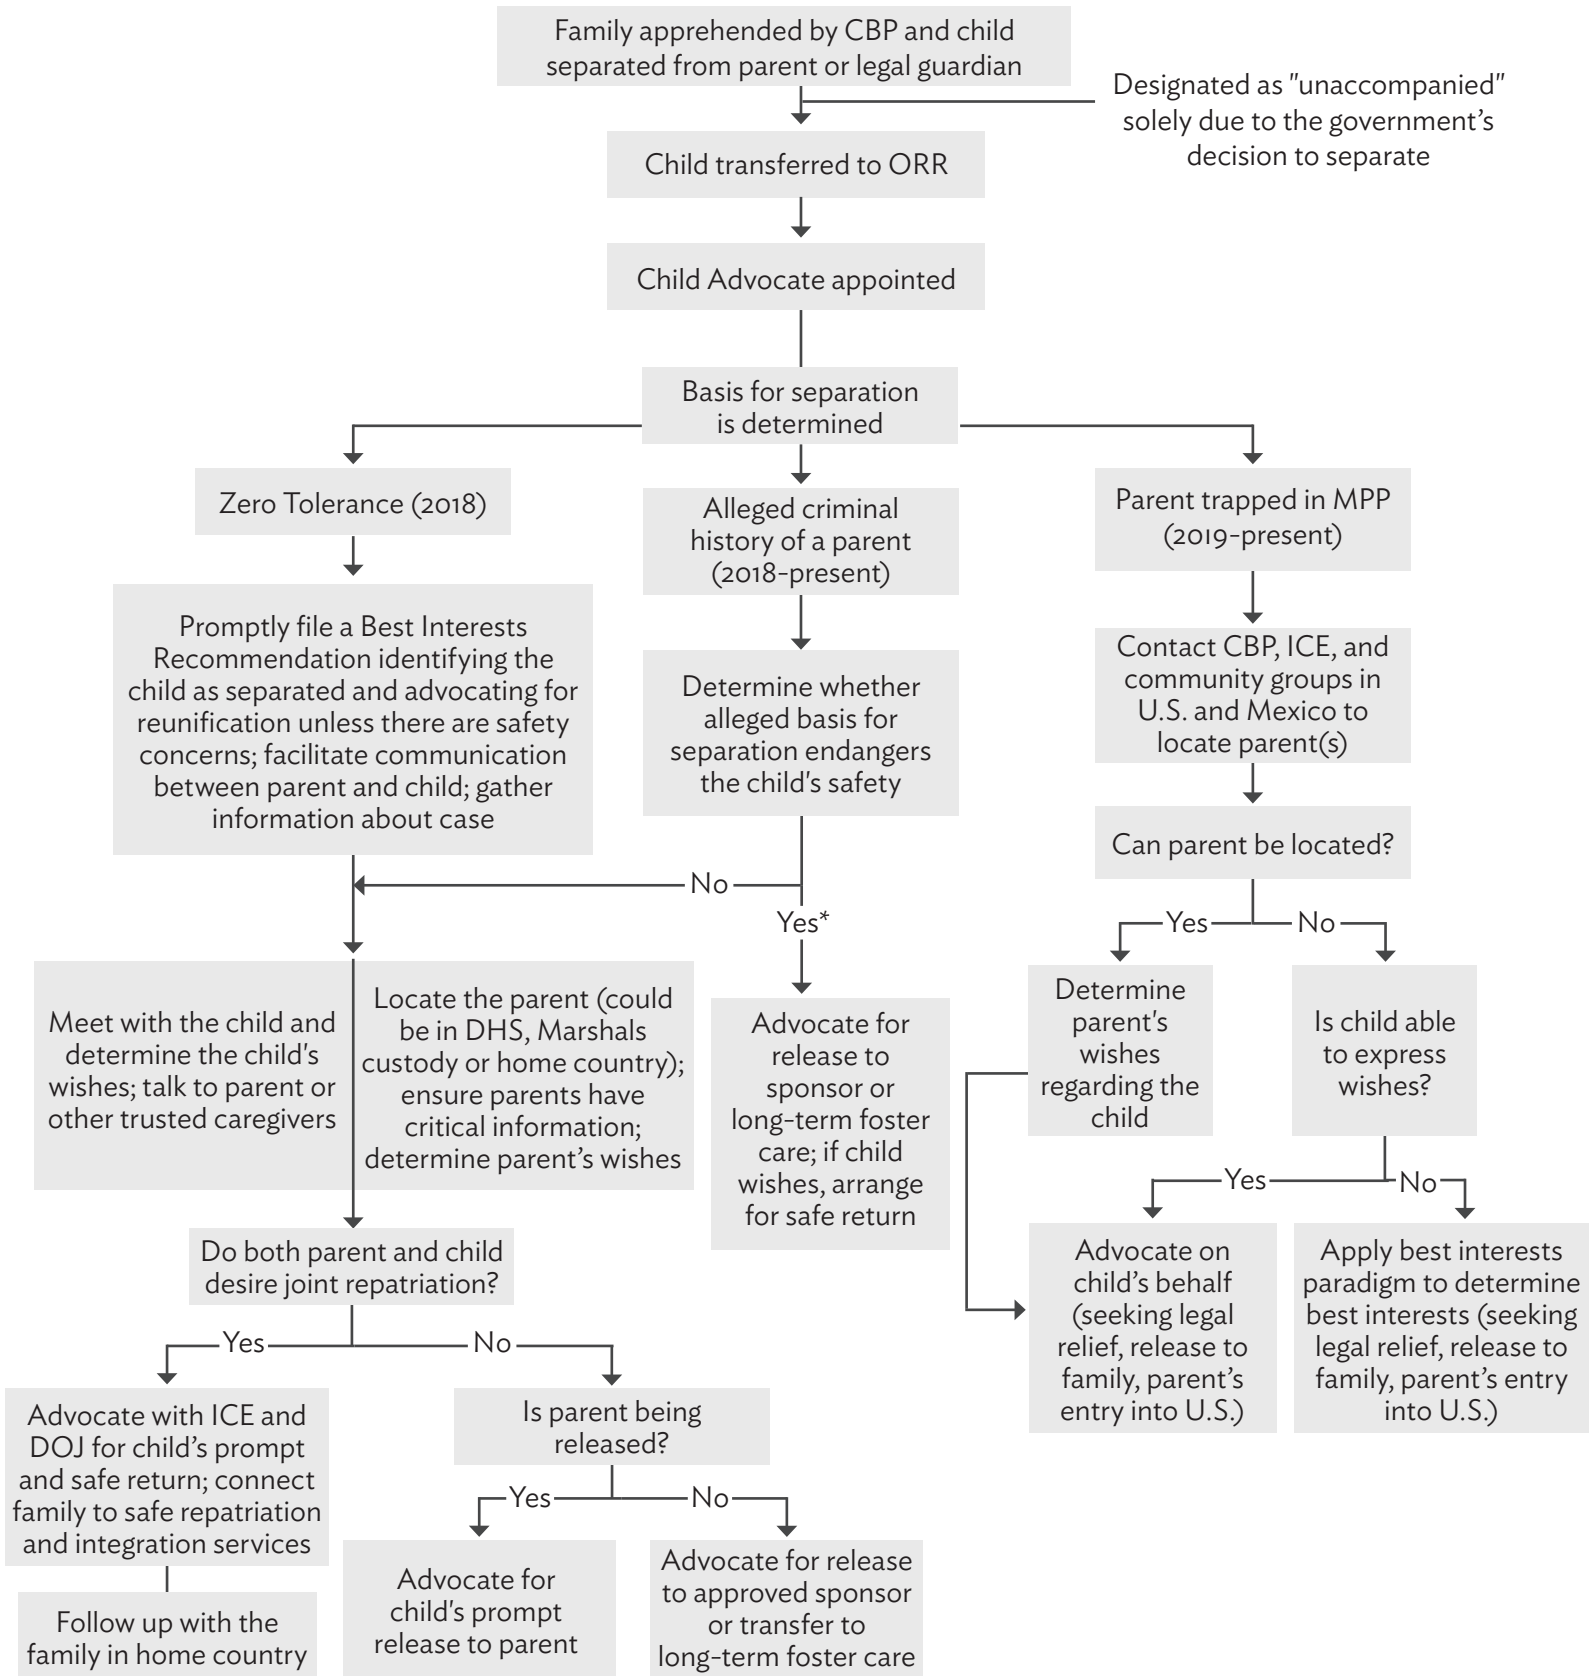 Family apprehended by CBP and child
separated from parent or legal guardian
Designated as "unaccompanied"
solely due to the government’s
decision to separate
Child transferred to ORR
Child Advocate appointed
Basis for separation
is determined
Zero Tolerance (2018)
Promptly file a Best Interests
Recommendation identifying the
child as separated and advocating for
reunification unless there are safety
concerns; facilitate communication
between parent and child; gather
information about case
Alleged criminal
history of a parent
(2018-present)
Determine whether
alleged basis for
separation endangers
the child's safety
Parent trapped in MPP
(2019-present)
Contact CBP, ICE, and
community groups in
U.S. and Mexico to
locate parent(s)
Can parent be located?
No
Yes*
Yes
No
Meet with the child and
determine the child's
wishes; talk to parent or
other trusted caregivers
Locate the parent (could
be in DHS, Marshals
custody or home country);
ensure parents have
critical information;
determine parent’s wishes
Advocate for
release to
sponsor or
long-term foster
care; if child
wishes, arrange
for safe return
Determine
parent's
wishes
regarding the
child
Is child able
to express
wishes?
Yes
No
Do both parent and child
desire joint repatriation?
Advocate on
child’s behalf
(seeking legal
relief, release to
family, parent’s
entry into U.S.)
Apply best interests
paradigm to determine
best interests (seeking
legal relief, release to
family, parent’s entry
into U.S.)
Yes
No
Advocate with ICE and
DOJ for child’s prompt
and safe return; connect
family to safe repatriation
and integration services
Follow up with the
family in home country
Is parent being
released?
Yes
No
Advocate for
child's prompt
release to parent
Advocate for release
to approved sponsor
or transfer to
long-term foster care